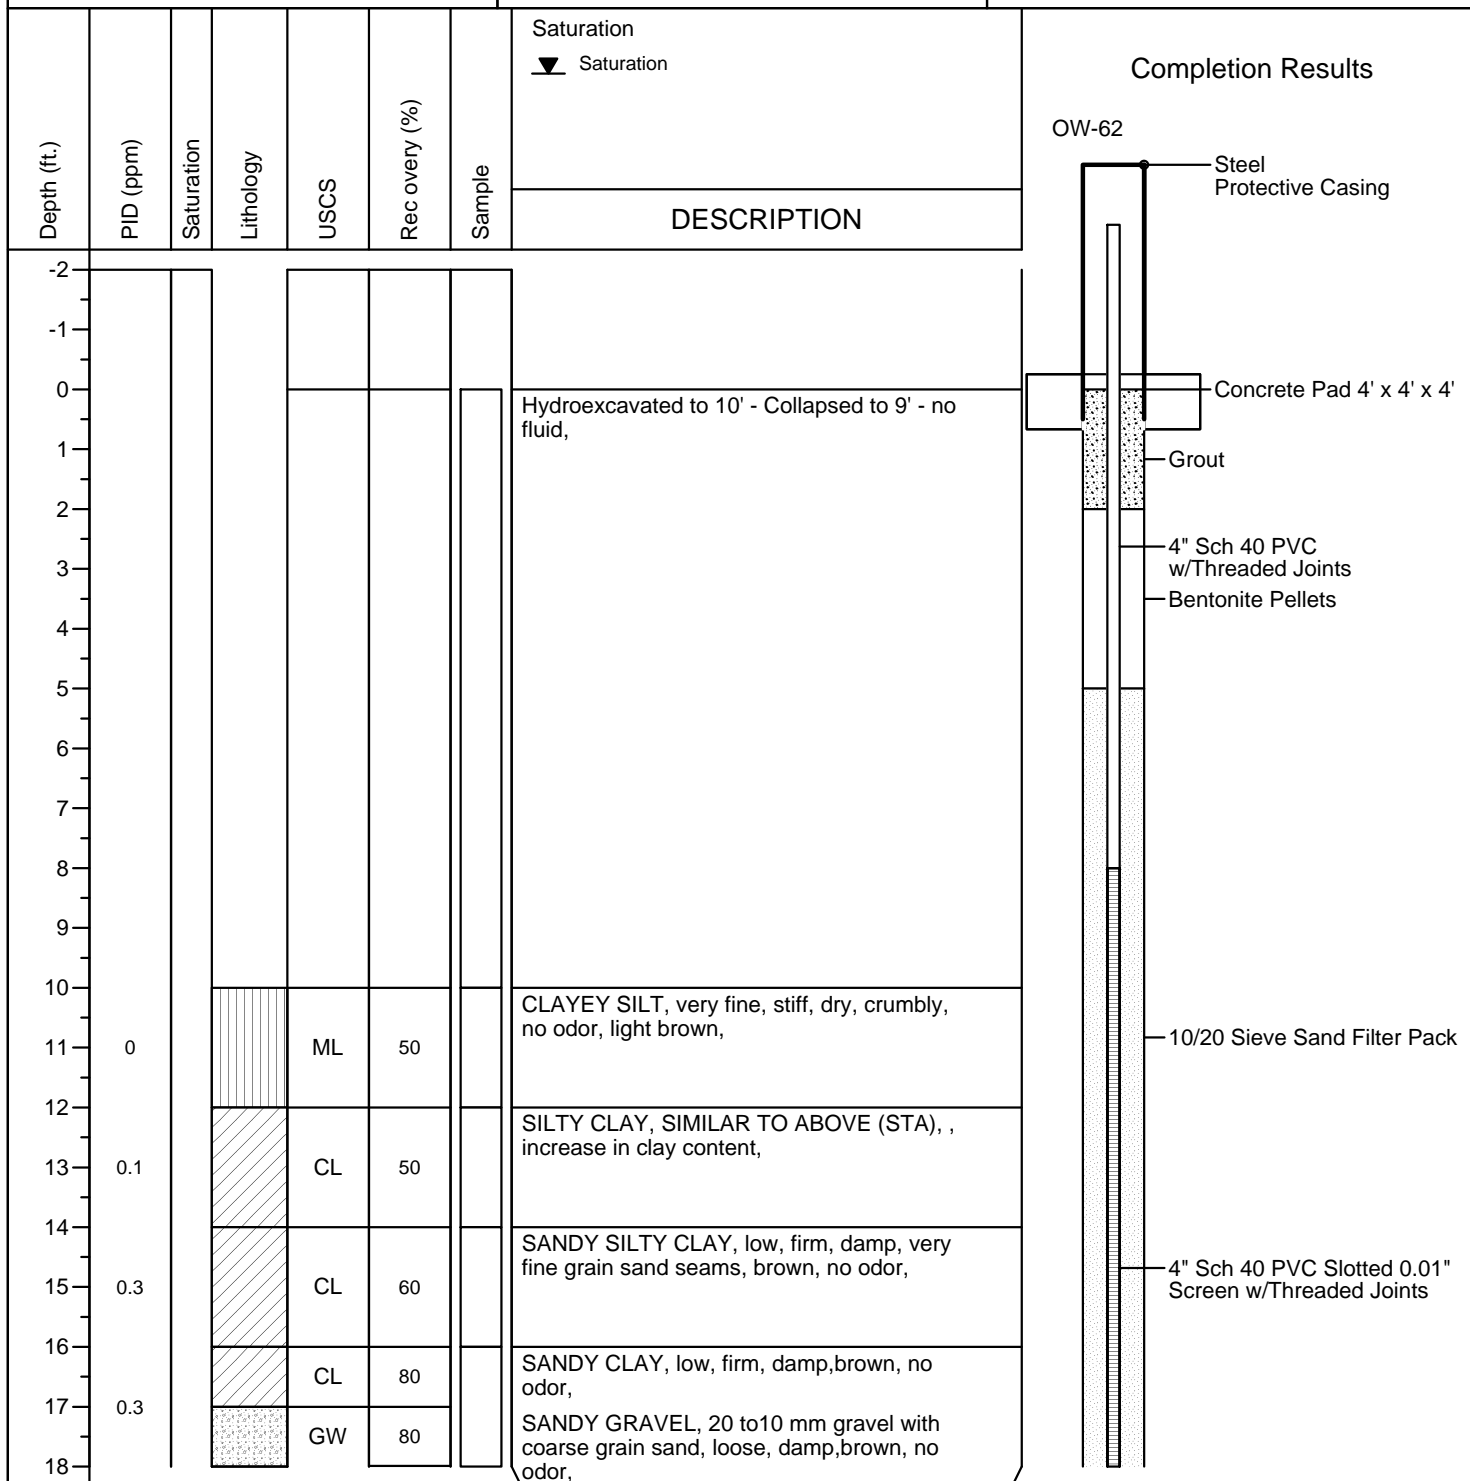 Saturation
Saturation
Depth (ft.)
PID (ppm)
Saturation
Lithology
USCS
Rec overy (%)
Sample
DESCRIPTION
Completion Results
OW-62
Steel
Protective Casing
-2
-1
0
Hydroexcavated to 10' - Collapsed to 9' - no
fluid,
Concrete Pad 4' x 4' x 4'
1
Grout
2
4" Sch 40 PVC
w/Threaded Joints
3
Bentonite Pellets
4
5
6
7
8
9
10
CLAYEY SILT, very fine, stiff, dry, crumbly,
no odor, light brown,
11 0 ML 50
10/20 Sieve Sand Filter Pack
12
SILTY CLAY, SIMILAR TO ABOVE (STA), ,
increase in clay content,
13 0.1 CL 50
14
SANDY SILTY CLAY, low, firm, damp, very
fine grain sand seams, brown, no odor,
15 0.3 CL 60
4" Sch 40 PVC Slotted 0.01"
Screen w/Threaded Joints
16
SANDY CLAY, low, firm, damp,brown, no
odor,
CL 80
17 0.3
SANDY GRAVEL, 20 to10 mm gravel with
coarse grain sand, loose, damp,brown, no
odor,
GW 80
18